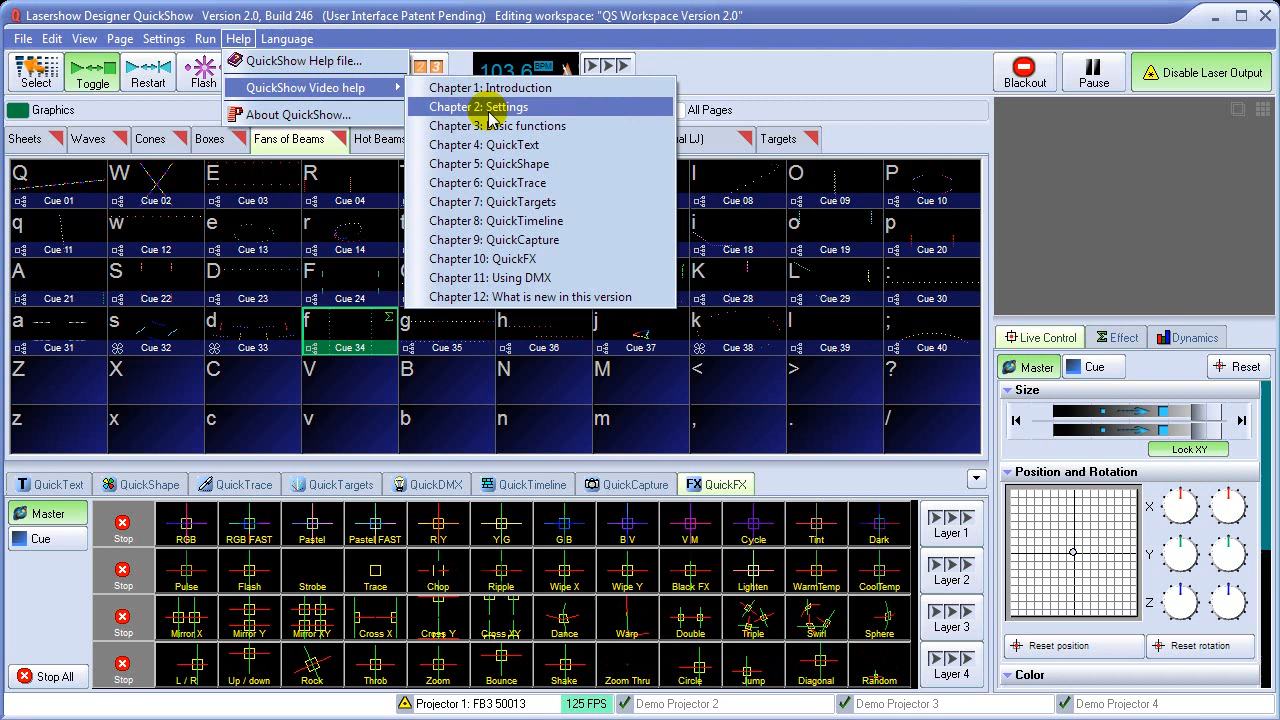 Lasershow Designer QuickShow Version 2.0, Build 246 (User Interface Patent Pending) Editing workspace: "QS Workspace Version 2.0"
File Edit View Page Settings Run Help Language
Select Toggle Restart Flash 2 3 103.6 BPM Blackout Pause Disable Laser Output
QuickShow Help file...
QuickShow Video help
About QuickShow...
Chapter 1: Introduction
Chapter 2: Settings
Chapter 3: Basic functions
Chapter 4: QuickText
Chapter 5: QuickShape
Chapter 6: QuickTrace
Chapter 7: QuickTargets
Chapter 8: QuickTimeline
Chapter 9: QuickCapture
Chapter 10: QuickFX
Chapter 11: Using DMX
Chapter 12: What is new in this version
Graphics All Pages
Sheets Waves Cones Boxes Fans of Beams Hot Beams Targets
Q W E R I O P
Cue 01 Cue 02 Cue 03 Cue 04 Cue 08 Cue 09 Cue 10
q w e r i o p
Cue 11 Cue 12 Cue 13 Cue 14 Cue 18 Cue 19 Cue 20
A S D F K L :
Cue 21 Cue 22 Cue 23 Cue 24 Cue 28 Cue 29 Cue 30
a s d f g h j k l ;
Cue 31 Cue 32 Cue 33 Cue 34 Cue 35 Cue 36 Cue 37 Cue 38 Cue 39 Cue 40
Z X C V B N M < > ?
z x c v b n m , . /
Live Control Effect Dynamics
Master Cue Reset
Size
Lock XY
Position and Rotation
X
Y
Z
Reset position Reset rotation
Color
QuickText QuickShape QuickTrace QuickTargets QuickDMX QuickTimeline QuickCapture FX QuickFX
Master
Cue
Stop All
Stop RGB RGB FAST Pastel Pastel FAST R Y Y G G B B V V M Cycle Tint Dark Layer 1
Stop Pulse Flash Strobe Trace Chop Ripple Wipe X Wipe Y Black FX Lighten WarmTemp CoolTemp Layer 2
Stop Mirror X Mirror Y Mirror XY Cross X Cross Y Cross XY Dance Warp Double Triple Swirl Sphere Layer 3
Stop L / R Up / down Rock Throb Zoom Bounce Shake Zoom Thru Circle Jump Diagonal Random Layer 4
Projector 1: FB3 50013 125 FPS Demo Projector 2 Demo Projector 3 Demo Projector 4